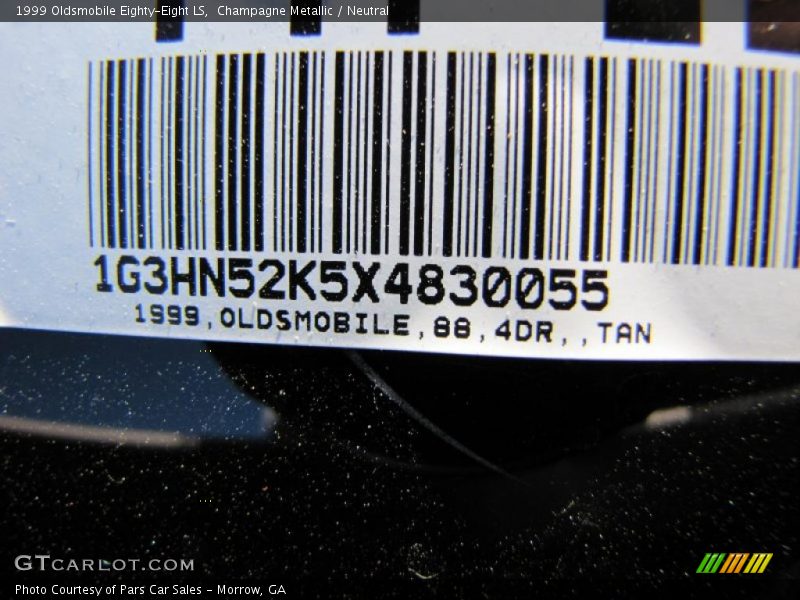 1999 Oldsmobile Eighty-Eight LS, Champagne Metallic / Neutral
1G3HN52K5X4830055
1999,OLDSMOBILE,88,4DR,,TAN
GTCARLOT.COM
Photo Courtesy of Pars Car Sales - Morrow, GA